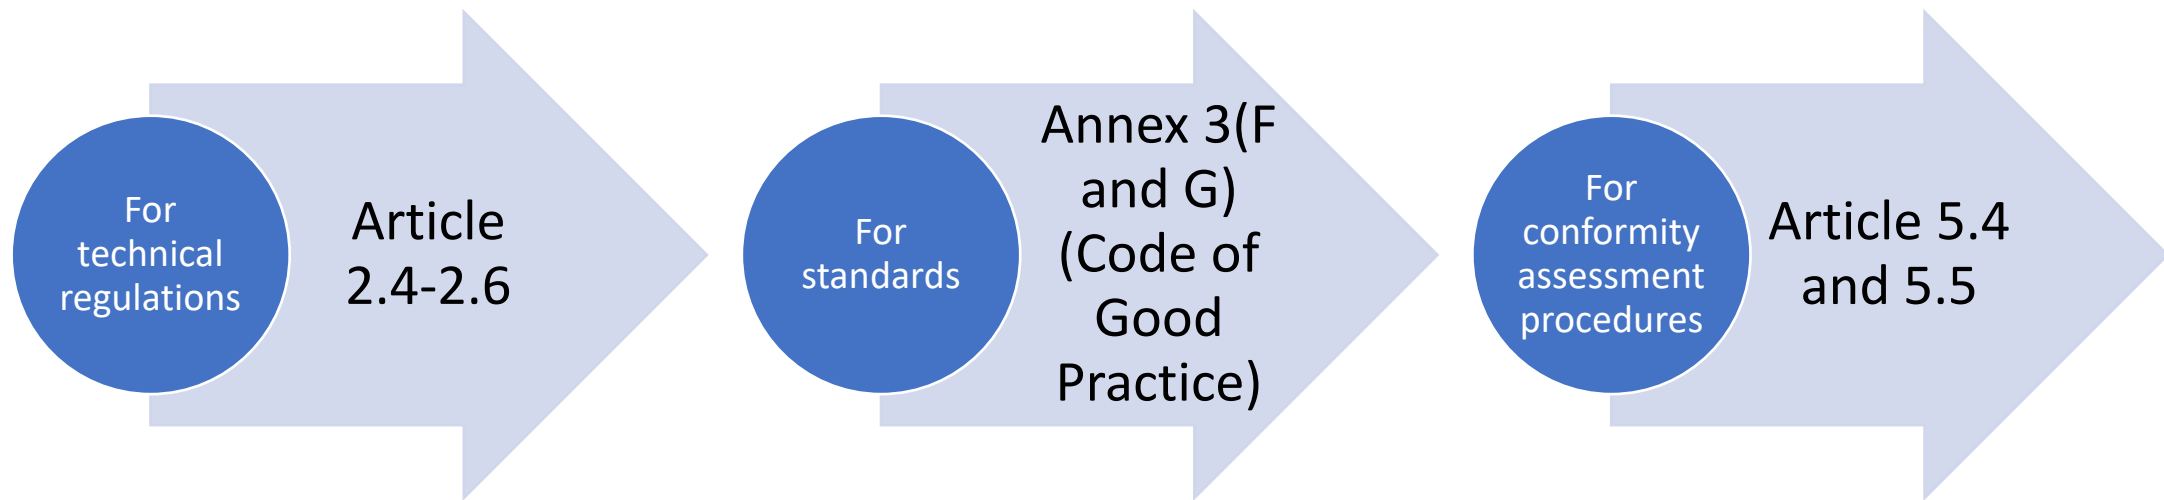 For
technical
regulations
Article
2.4-2.6
For
standards
Annex 3(F
and G)
(Code of
Good
Practice)
For
conformity
assessment
procedures
Article 5.4
and 5.5